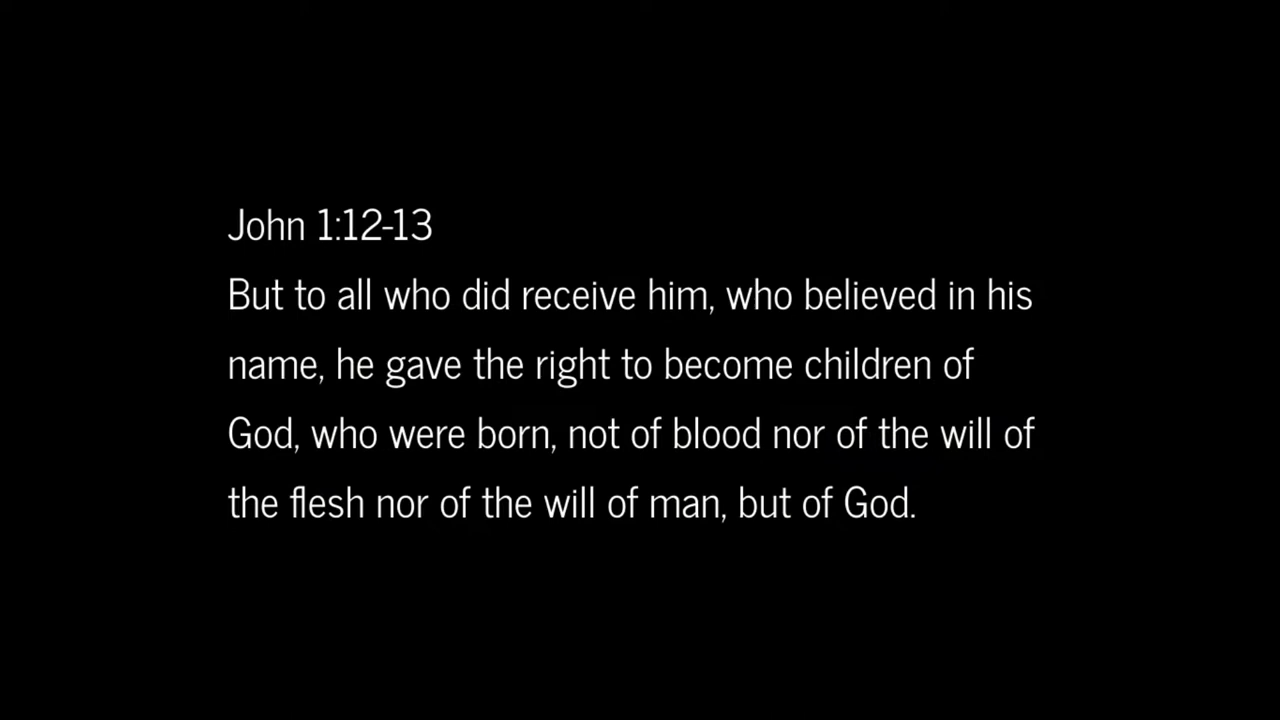 John 1:12-13
But to all who did receive him, who believed in his
name, he gave the right to become children of
God, who were born, not of blood nor of the will of
the flesh nor of the will of man, but of God.